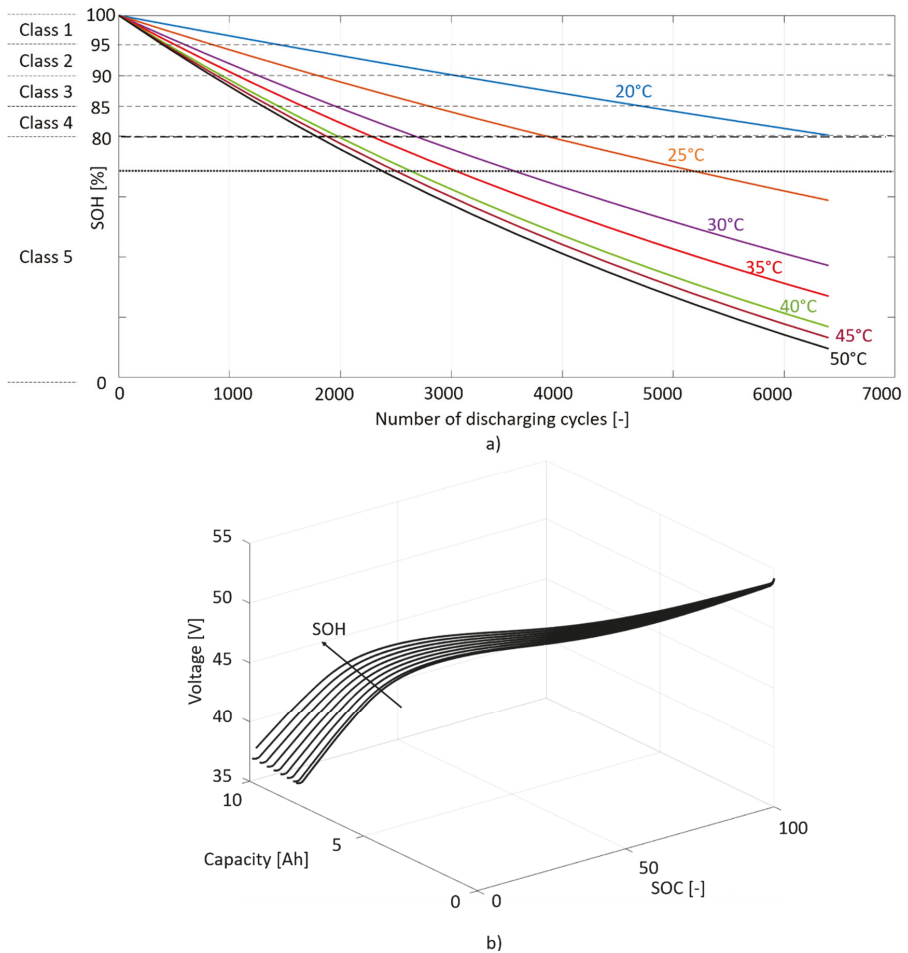 100
Class 1
95
Class 2
90
Class 3
20°C
85
Class 4
80
25°C
SOH [%]
30°C
Class 5
35°C
40°C
45°C
50°C
0
0 1000 2000 3000 4000 5000 6000 7000
Number of discharging cycles [-]
a)
55
50
SOH
Voltage [V]
45
40
35
10
100
5
Capacity [Ah]
50
SOC [-]
0 0
b)